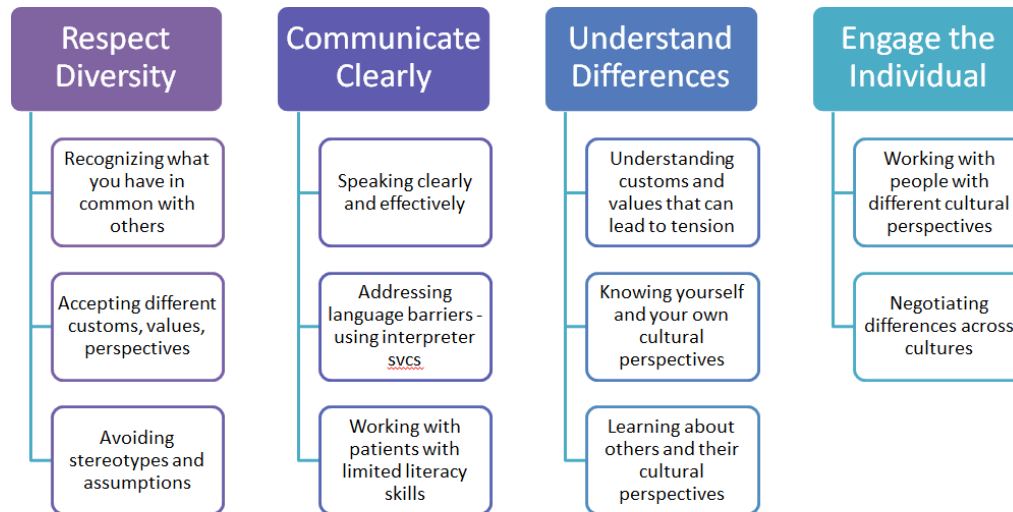 Respect
Diversity
Recognizing what
you have in
common with
others
Accepting different
customs, values,
perspectives
Avoiding
stereotypes and
assumptions
Communicate
Clearly
Speaking clearly
and effectively
Addressing
language barriers -
using interpreter
svcs
Working with
patients with
limited literacy
skills
Understand
Differences
Understanding
customs and
values that can
lead to tension
Knowing yourself
and your own
cultural
perspectives
Learning about
others and their
cultural
perspectives
Engage the
Individual
Working with
people with
different cultural
perspectives
Negotiating
differences across
cultures